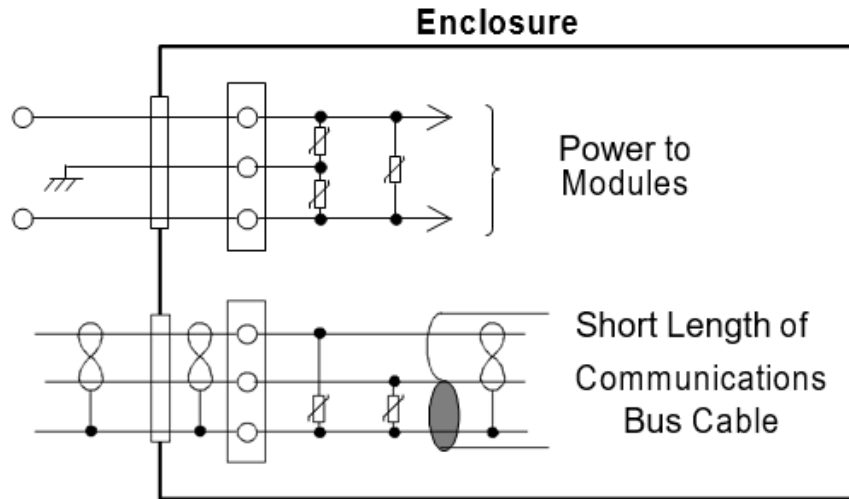 Enclosure
Power to
Modules
Short Length of
Communications
Bus Cable